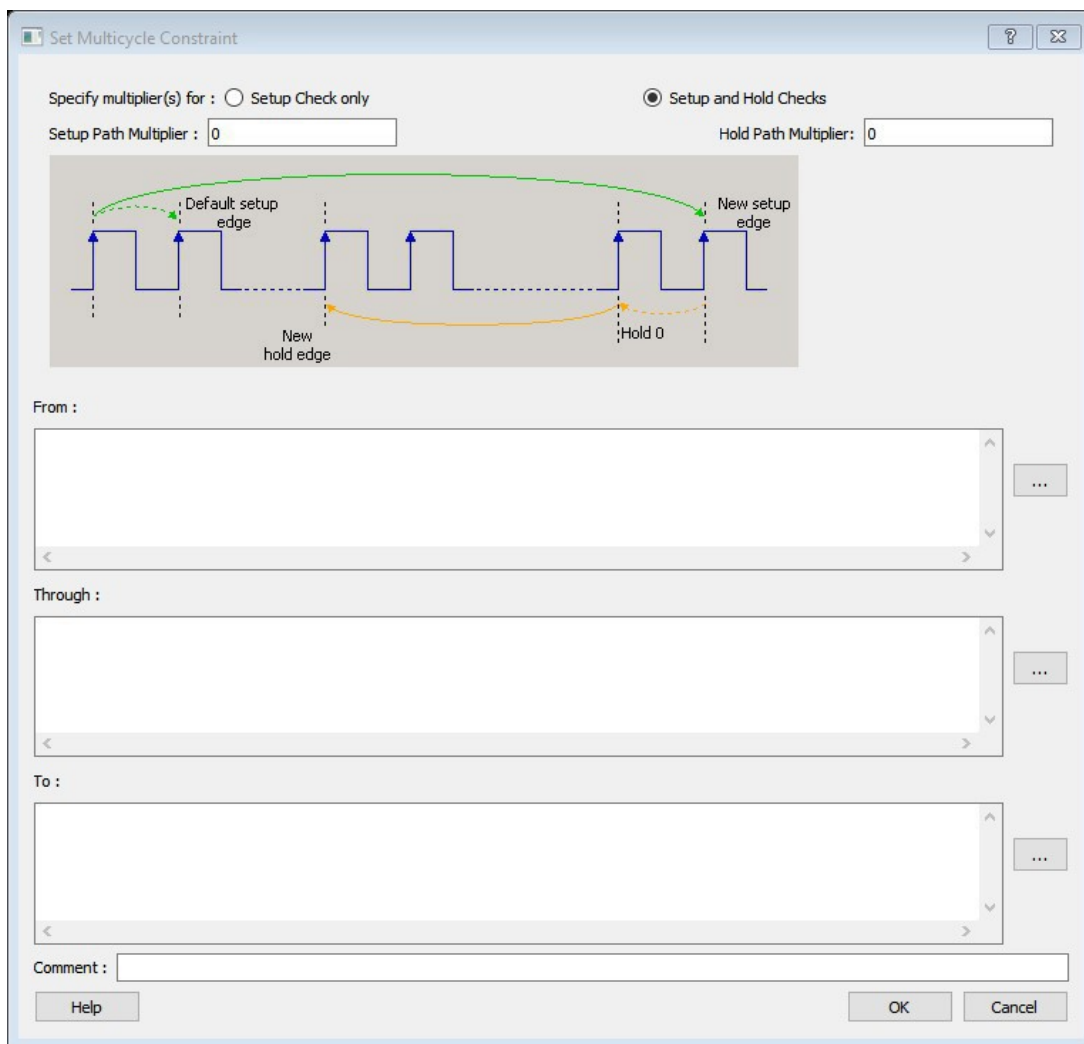 Set Multicycle Constraint
Specify multiplier(s) for : Setup Check only Setup and Hold Checks
Setup Path Multiplier : 0 Hold Path Multiplier: 0
Default setup
edge
New setup
edge
New
hold edge
Hold 0
From :
...
Through :
...
To :
...
Comment :
Help OK Cancel